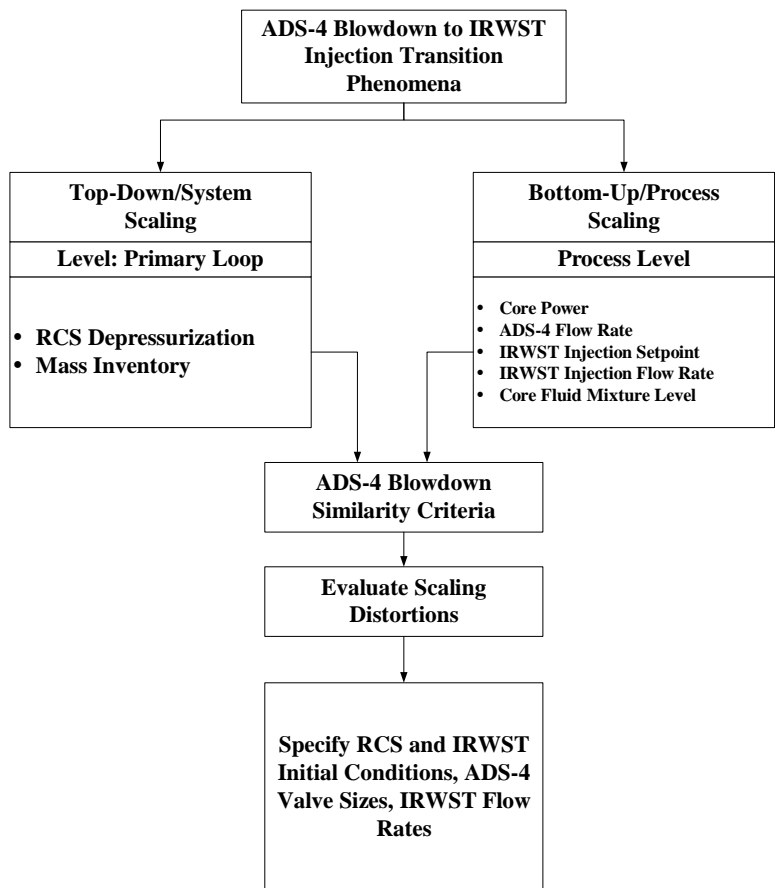 ADS-4 Blowdown to IRWST
Injection Transition
Phenomena
Top-Down/System
Scaling
Level: Primary Loop
• RCS Depressurization
• Mass Inventory
Bottom-Up/Process
Scaling
Process Level
• Core Power
• ADS-4 Flow Rate
• IRWST Injection Setpoint
• IRWST Injection Flow Rate
• Core Fluid Mixture Level
ADS-4 Blowdown
Similarity Criteria
Evaluate Scaling
Distortions
Specify RCS and IRWST
Initial Conditions, ADS-4
Valve Sizes, IRWST Flow
Rates